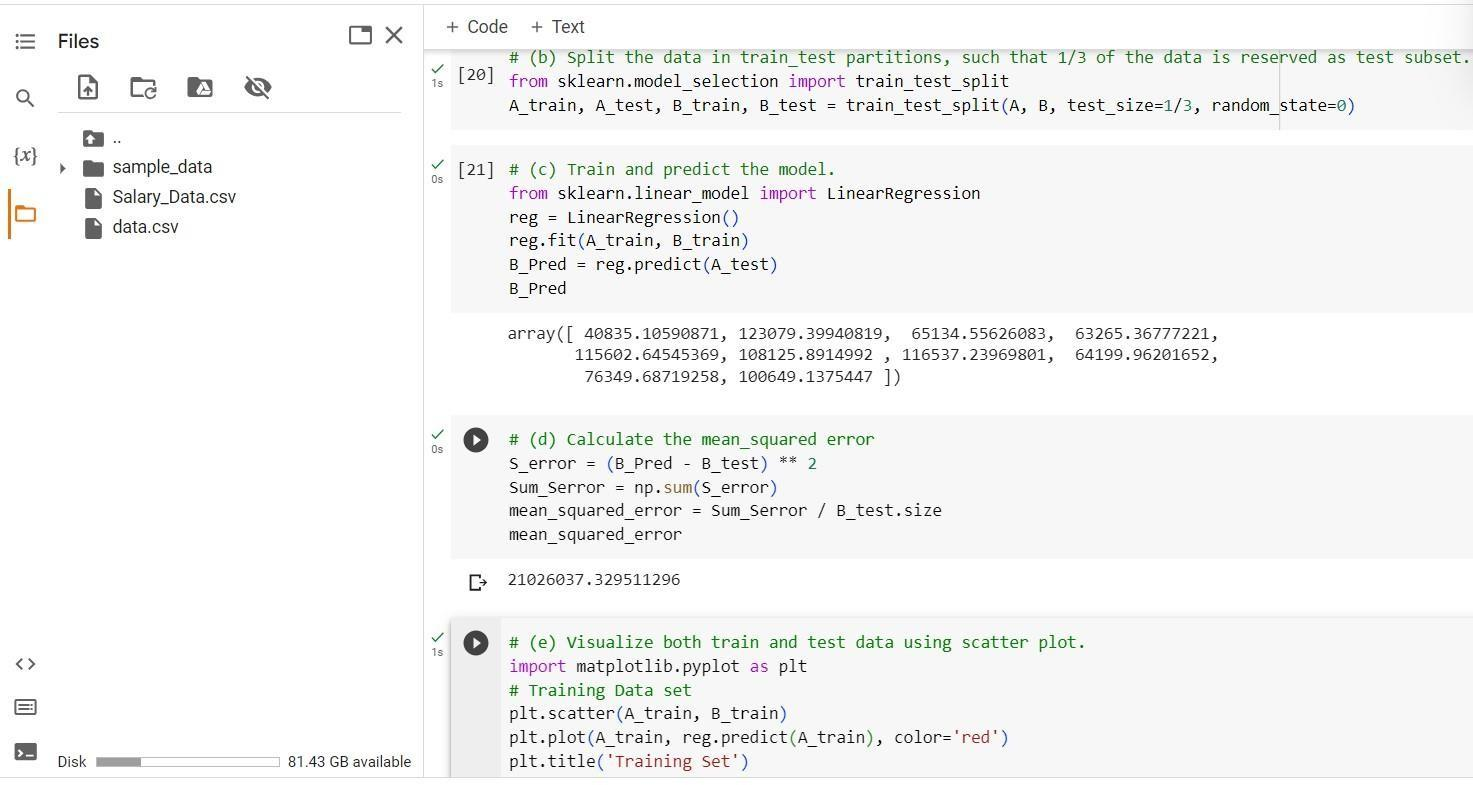 Files
..
sample_data
Salary_Data.csv
data.csv
{x}
Disk
81.43 GB available
+ Code + Text
1s
[20]
# (b) Split the data in train_test partitions, such that 1/3 of the data is reserved as test subset.
from sklearn.model_selection import train_test_split
A_train, A_test, B_train, B_test = train_test_split(A, B, test_size=1/3, random_state=0)
0s
[21]
# (c) Train and predict the model.
from sklearn.linear_model import LinearRegression
reg = LinearRegression()
reg.fit(A_train, B_train)
B_Pred = reg.predict(A_test)
B_Pred
array([ 40835.10590871, 123079.39940819,  65134.55626083,  63265.36777221,
115602.64545369, 108125.8914992 , 116537.23969801,  64199.96201652,
76349.68719258, 100649.1375447 ])
0s
# (d) Calculate the mean_squared error
S_error = (B_Pred - B_test) ** 2
Sum_Serror = np.sum(S_error)
mean_squared_error = Sum_Serror / B_test.size
mean_squared_error
21026037.329511296
1s
# (e) Visualize both train and test data using scatter plot.
import matplotlib.pyplot as plt
# Training Data set
plt.scatter(A_train, B_train)
plt.plot(A_train, reg.predict(A_train), color='red')
plt.title('Training Set')